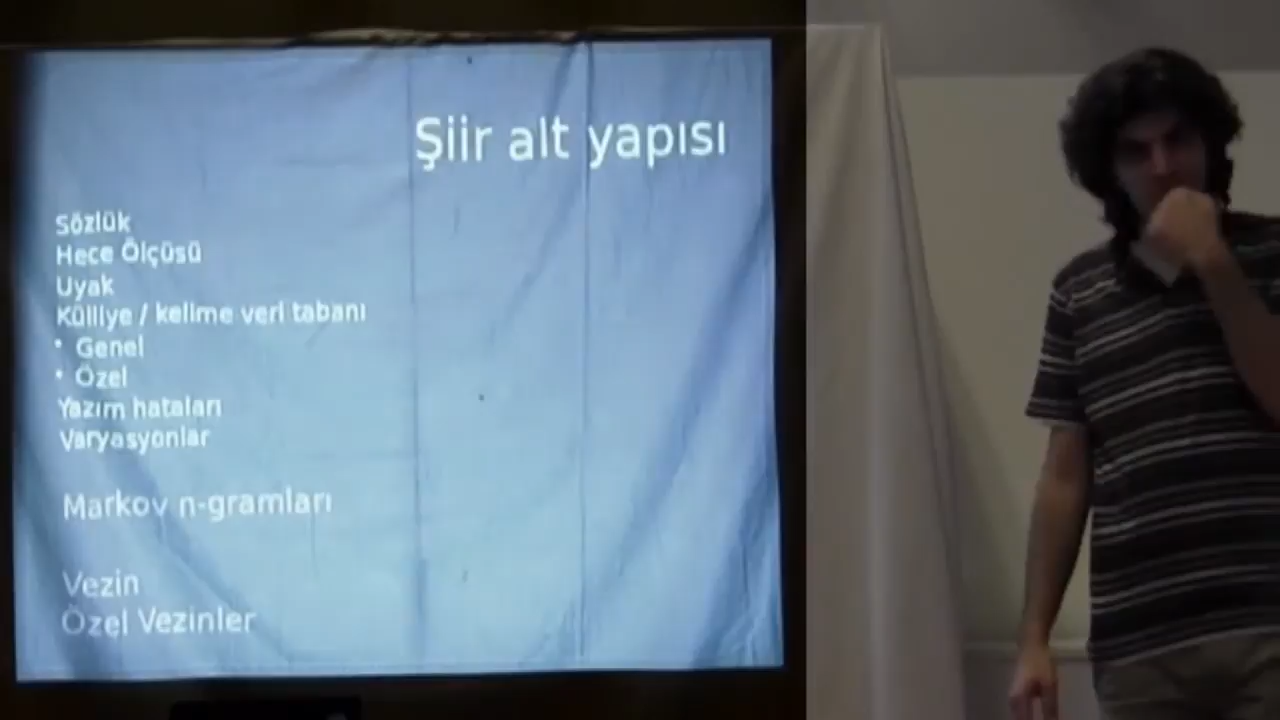 Şiir alt yapısı
Sözlük
Hece Ölçüsü
Uyak
Külliye / kelime veri tabanı
• Genel
• Özel
Yazım hataları
Varyasyonlar
Markov n-gramları
Vezin
Özel Vezinler